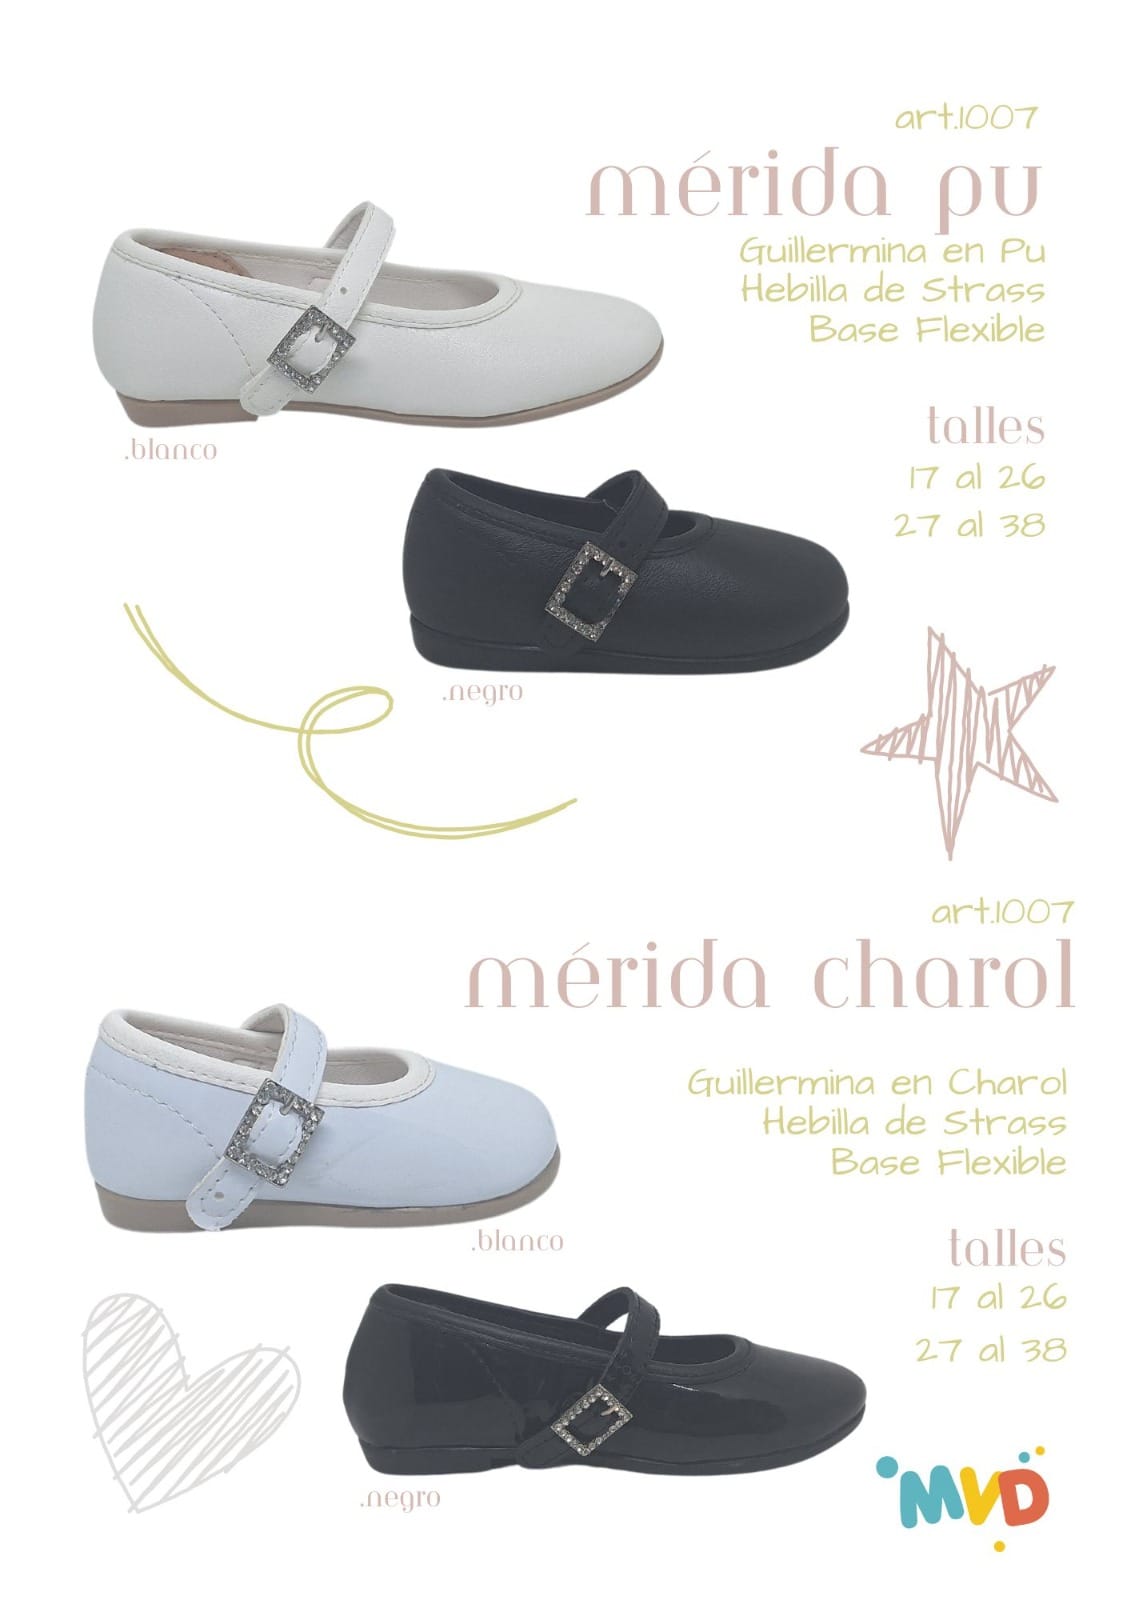 art.1007
mérida pu
Guillermina en Pu
Hebilla de Strass
Base Flexible
talles
17 al 26
27 al 38
.blanco
.negro
art.1007
mérida charol
Guillermina en Charol
Hebilla de Strass
Base Flexible
.blanco
talles
17 al 26
27 al 38
.negro
MVD